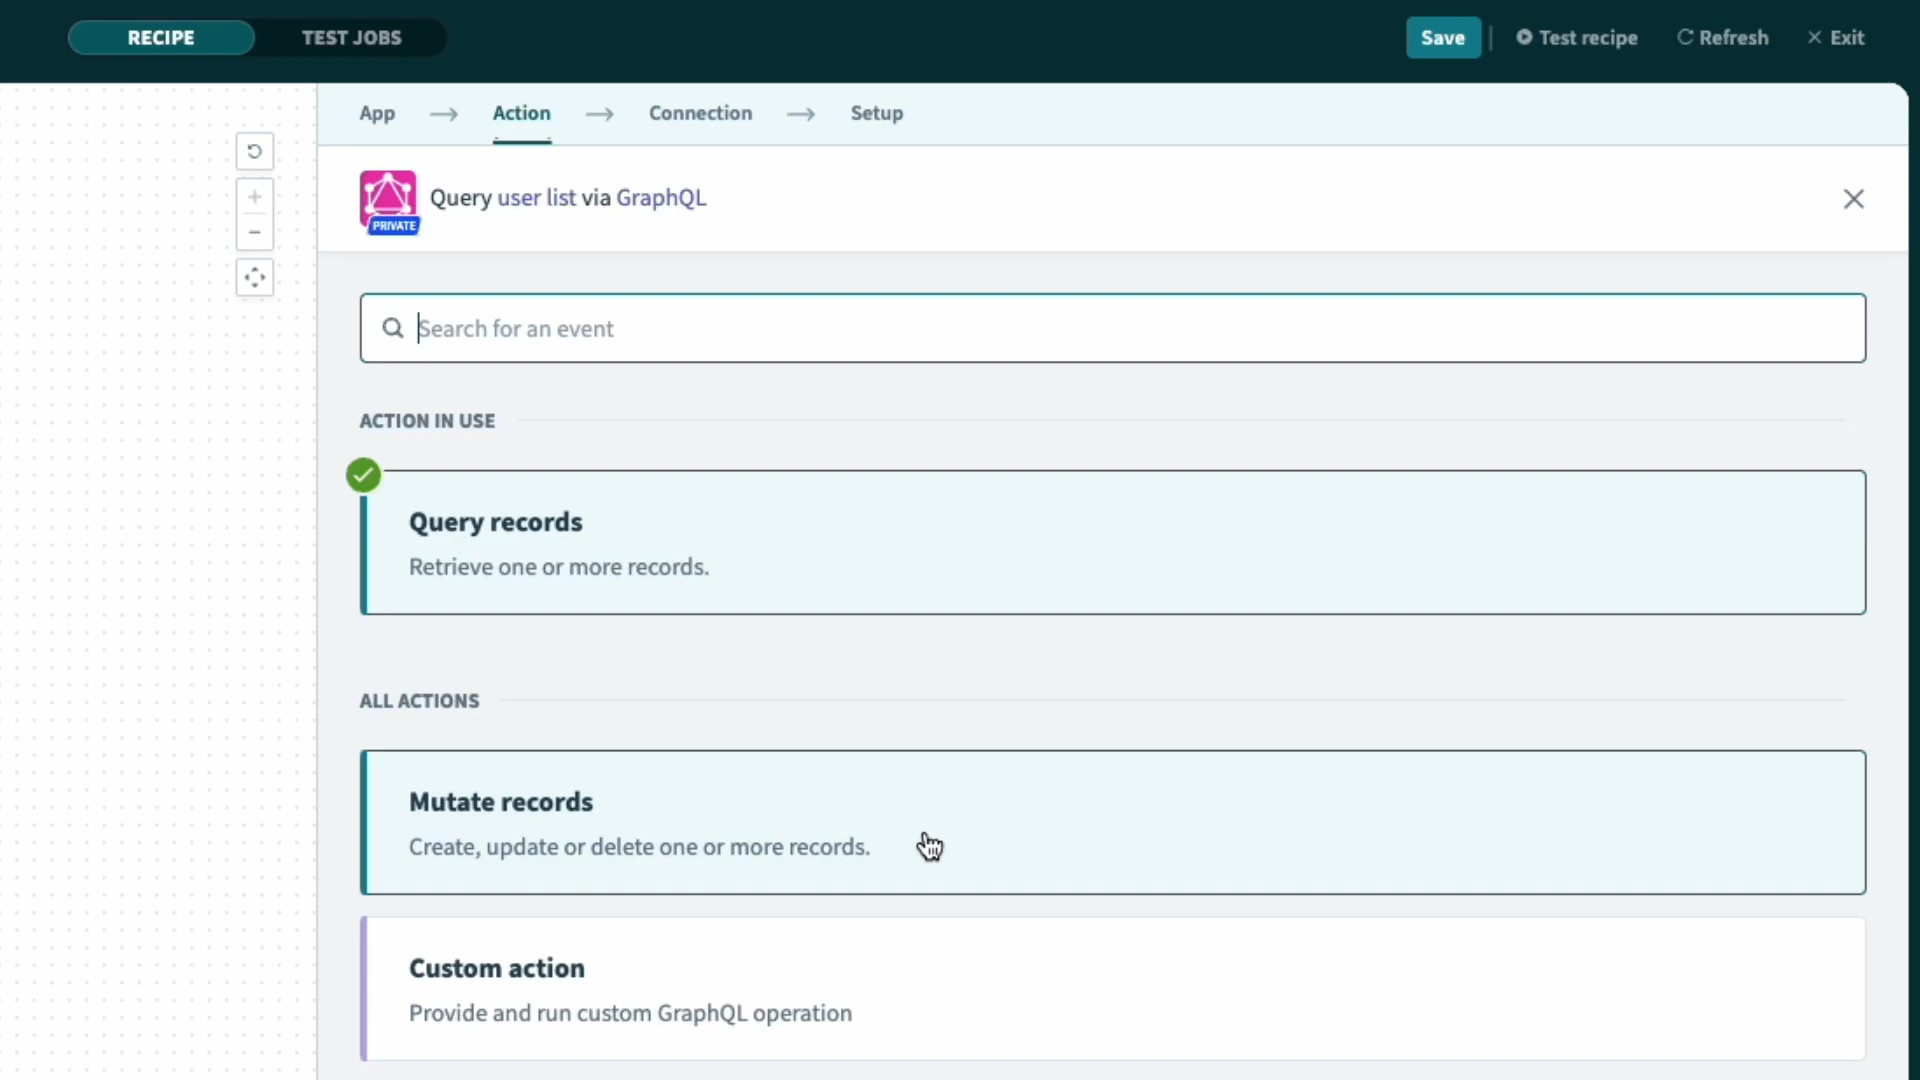 RECIPE
TEST JOBS
Save
Test recipe
Refresh
Exit
App
Action
Connection
Setup
PRIVATE
Query user list via GraphQL
Search for an event
ACTION IN USE
Query records
Retrieve one or more records.
ALL ACTIONS
Mutate records
Create, update or delete one or more records.
Custom action
Provide and run custom GraphQL operation